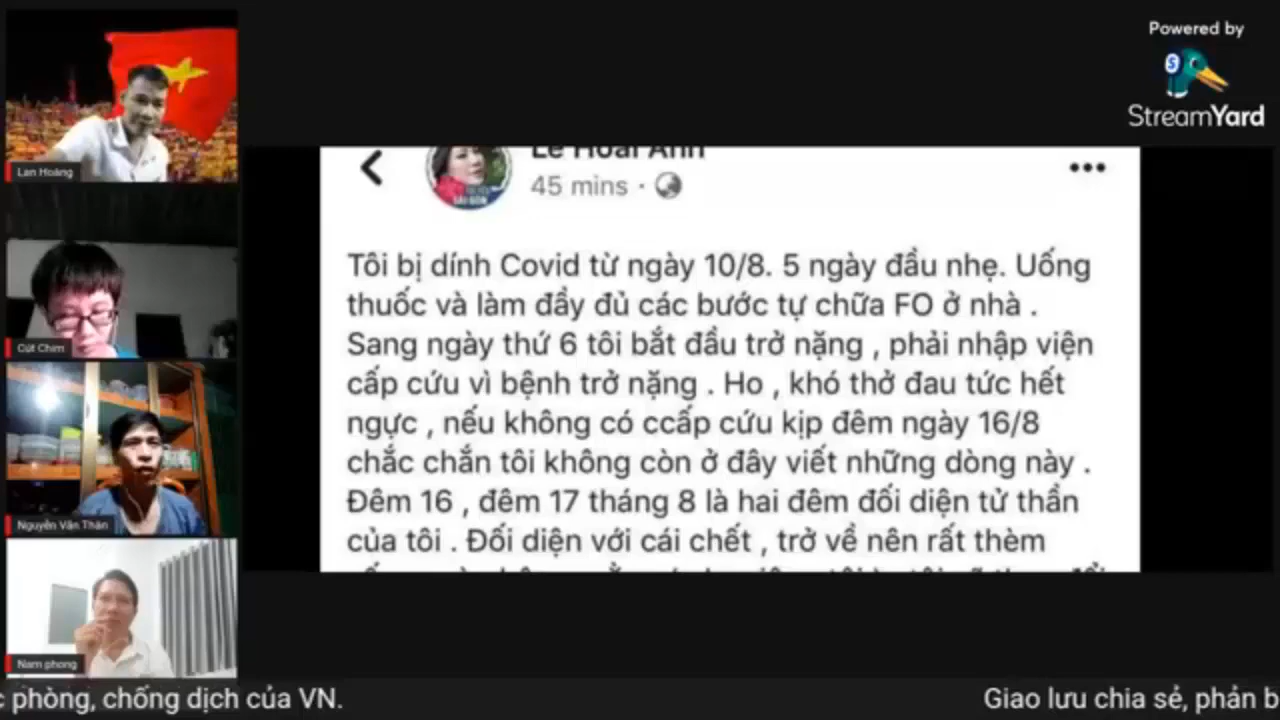 Powered by
StreamYard
Lan Hoàng
Cút Chim
Nguyễn Văn Thân
Nam phong
Lê Hoài Anh
45 mins ·
SÀI GÒN
Tôi bị dính Covid từ ngày 10/8. 5 ngày đầu nhẹ. Uống
thuốc và làm đầy đủ các bước tự chữa FO ở nhà .
Sang ngày thứ 6 tôi bắt đầu trở nặng , phải nhập viện
cấp cứu vì bệnh trở nặng . Ho , khó thở đau tức hết
ngực , nếu không có ccấp cứu kịp đêm ngày 16/8
chắc chắn tôi không còn ở đây viết những dòng này .
Đêm 16 , đêm 17 tháng 8 là hai đêm đối diện tử thần
của tôi . Đối diện với cái chết , trở về nên rất thèm
phòng, chống dịch của VN.
Giao lưu chia sẻ, phản